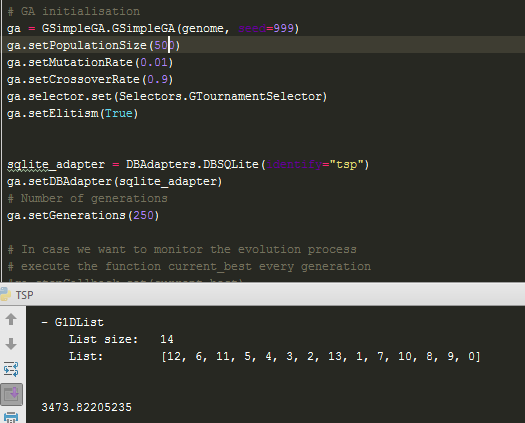 # GA initialisation
ga = GSimpleGA.GSimpleGA(genome, seed=999)
ga.setPopulationSize(500)
ga.setMutationRate(0.01)
ga.setCrossoverRate(0.9)
ga.selector.set(Selectors.GTournamentSelector)
ga.setElitism(True)
sqlite_adapter = DBAdapters.DBSQLite(identify="tsp")
ga.setDBAdapter(sqlite_adapter)
# Number of generations
ga.setGenerations(250)
# In case we want to monitor the evolution process
# execute the function current_best every generation
TSP
- G1DList
List size: 14
List: [12, 6, 11, 5, 4, 3, 2, 13, 1, 7, 10, 8, 9, 0]
3473.82205235